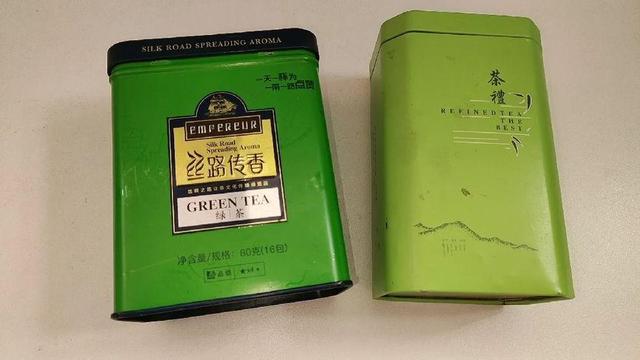 SILK ROAD SPREADING AROMA
一天一杯为
一带一路点赞
EMPEREUR
Silk Road
Spreading Aroma
丝路传香
GREEN TEA
绿 茶
净含量/规格: 80克(16包)
茶禮
REFINED TEA
THE
BEST